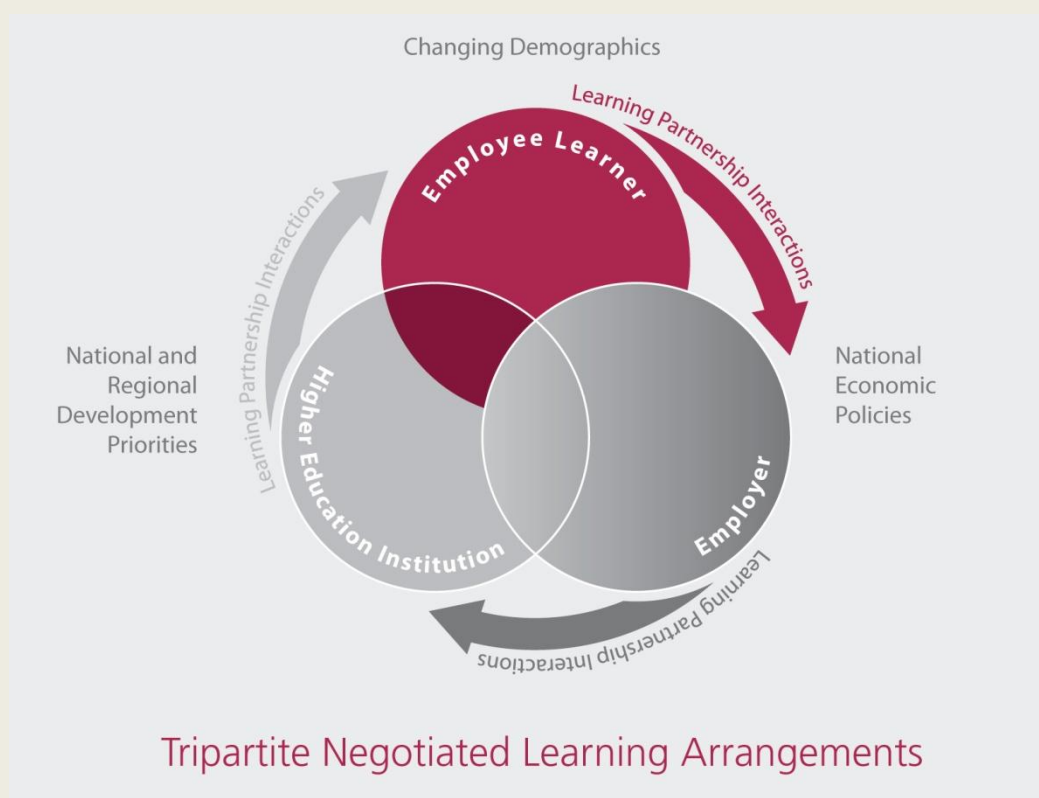 Changing Demographics
Learning Partnership Interactions
Employee Learner
Learning Partnership Interactions
National and
Regional
Development
Priorities
National
Economic
Policies
Higher Education Institution
Employer
Learning Partnership Interactions
Tripartite Negotiated Learning Arrangements